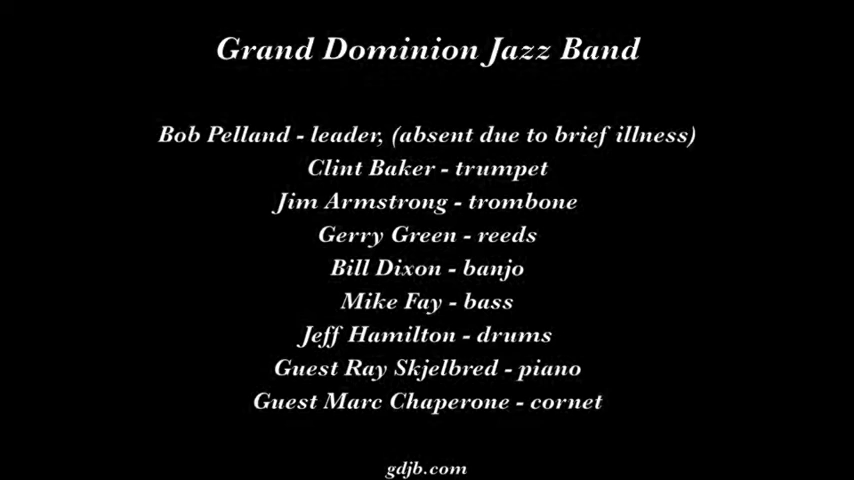 Grand Dominion Jazz Band
Bob Pelland - leader, (absent due to brief illness)
Clint Baker - trumpet
Jim Armstrong - trombone
Gerry Green - reeds
Bill Dixon - banjo
Mike Fay - bass
Jeff Hamilton - drums
Guest Ray Skjelbred - piano
Guest Marc Chaperone - cornet
gdjb.com